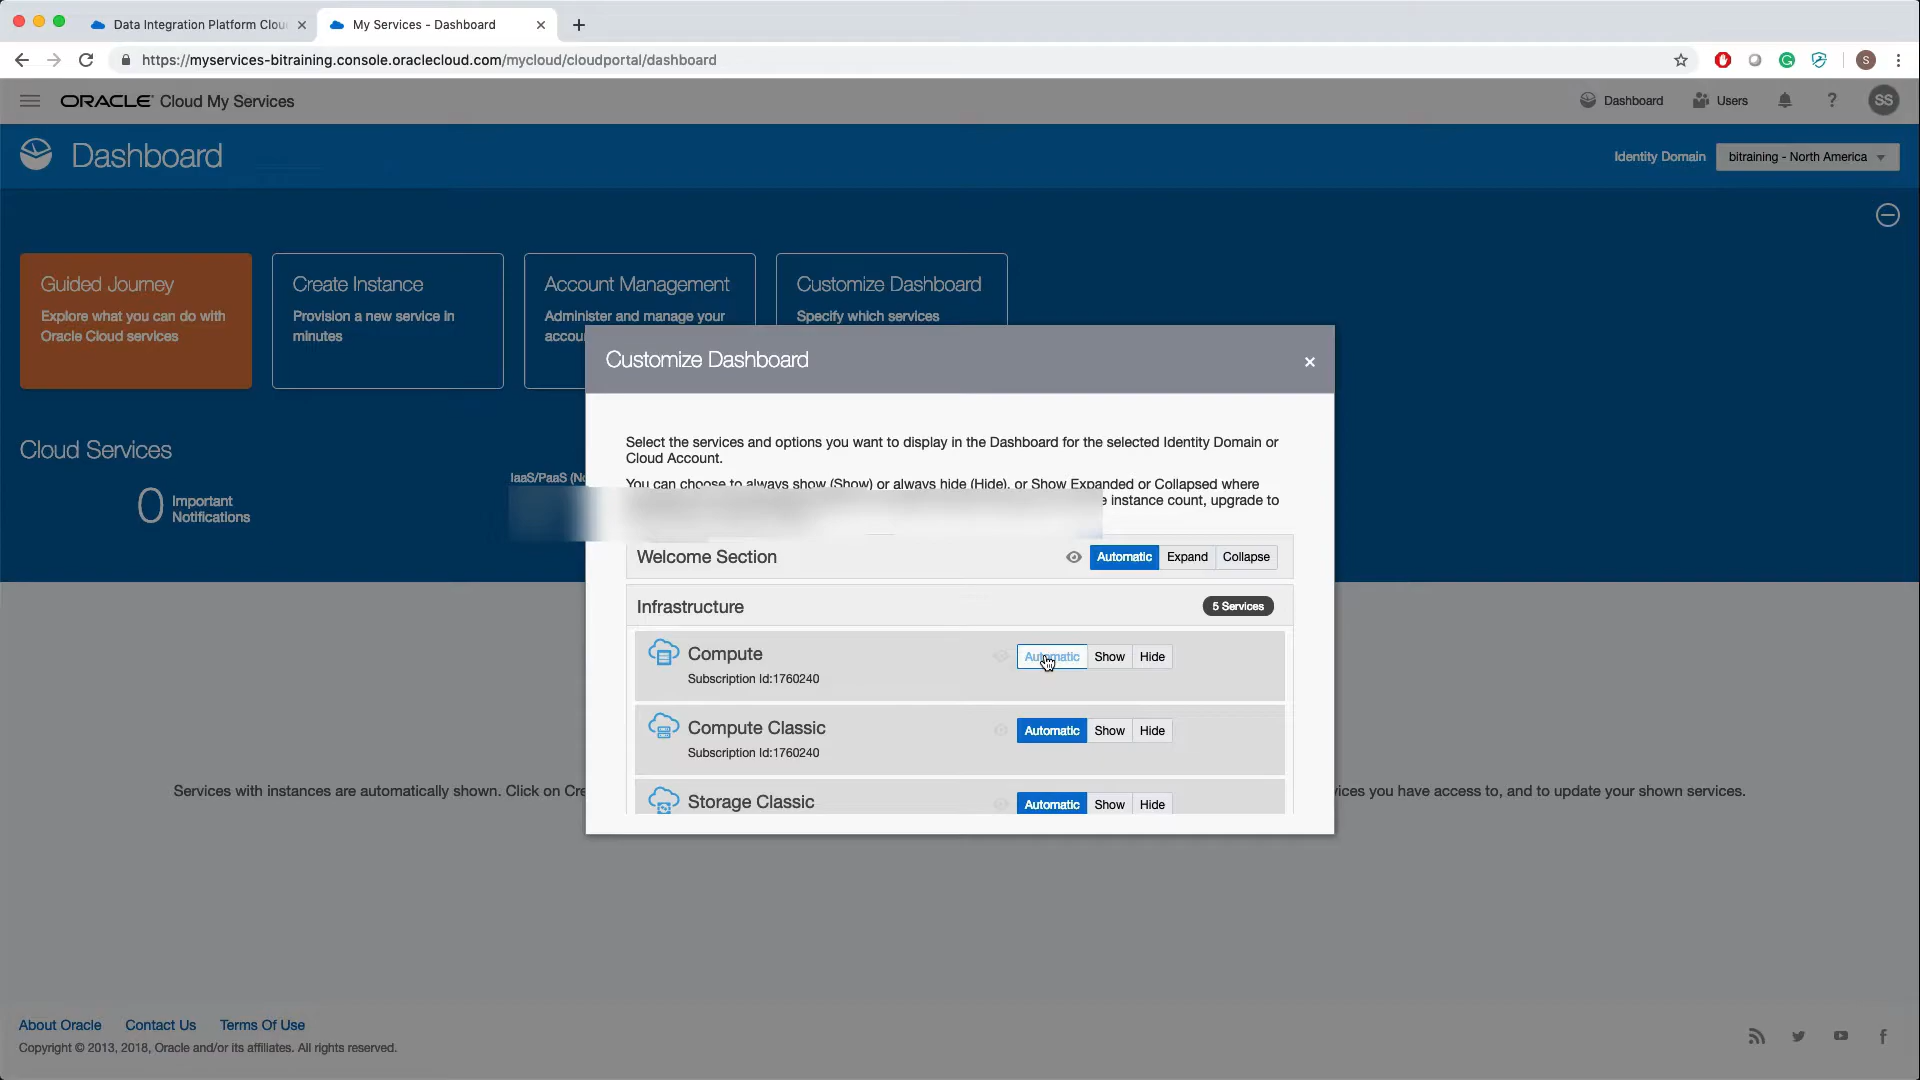 Data Integration Platform Clou
My Services - Dashboard
https://myservices-bitraining.console.oraclecloud.com/mycloud/cloudportal/dashboard
S
ORACLE Cloud My Services
Dashboard
Users
?
SS
Dashboard
Identity Domain
bitraining - North America
Guided Journey
Explore what you can do with
Oracle Cloud services
Create Instance
Provision a new service in
minutes
Account Management
Administer and manage your
accou
Customize Dashboard
Specify which services
Cloud Services
0 Important
Notifications
IaaS/PaaS (No
Customize Dashboard
Select the services and options you want to display in the Dashboard for the selected Identity Domain or
Cloud Account.
You can choose to always show (Show) or always hide (Hide), or Show Expanded or Collapsed where
e instance count, upgrade to
Welcome Section
Automatic
Expand
Collapse
Infrastructure
5 Services
Compute
Subscription Id:1760240
Automatic
Show
Hide
Compute Classic
Subscription Id:1760240
Automatic
Show
Hide
Storage Classic
Automatic
Show
Hide
Services with instances are automatically shown. Click on Cre
vices you have access to, and to update your shown services.
About Oracle
Contact Us
Terms Of Use
Copyright © 2013, 2018, Oracle and/or its affiliates. All rights reserved.